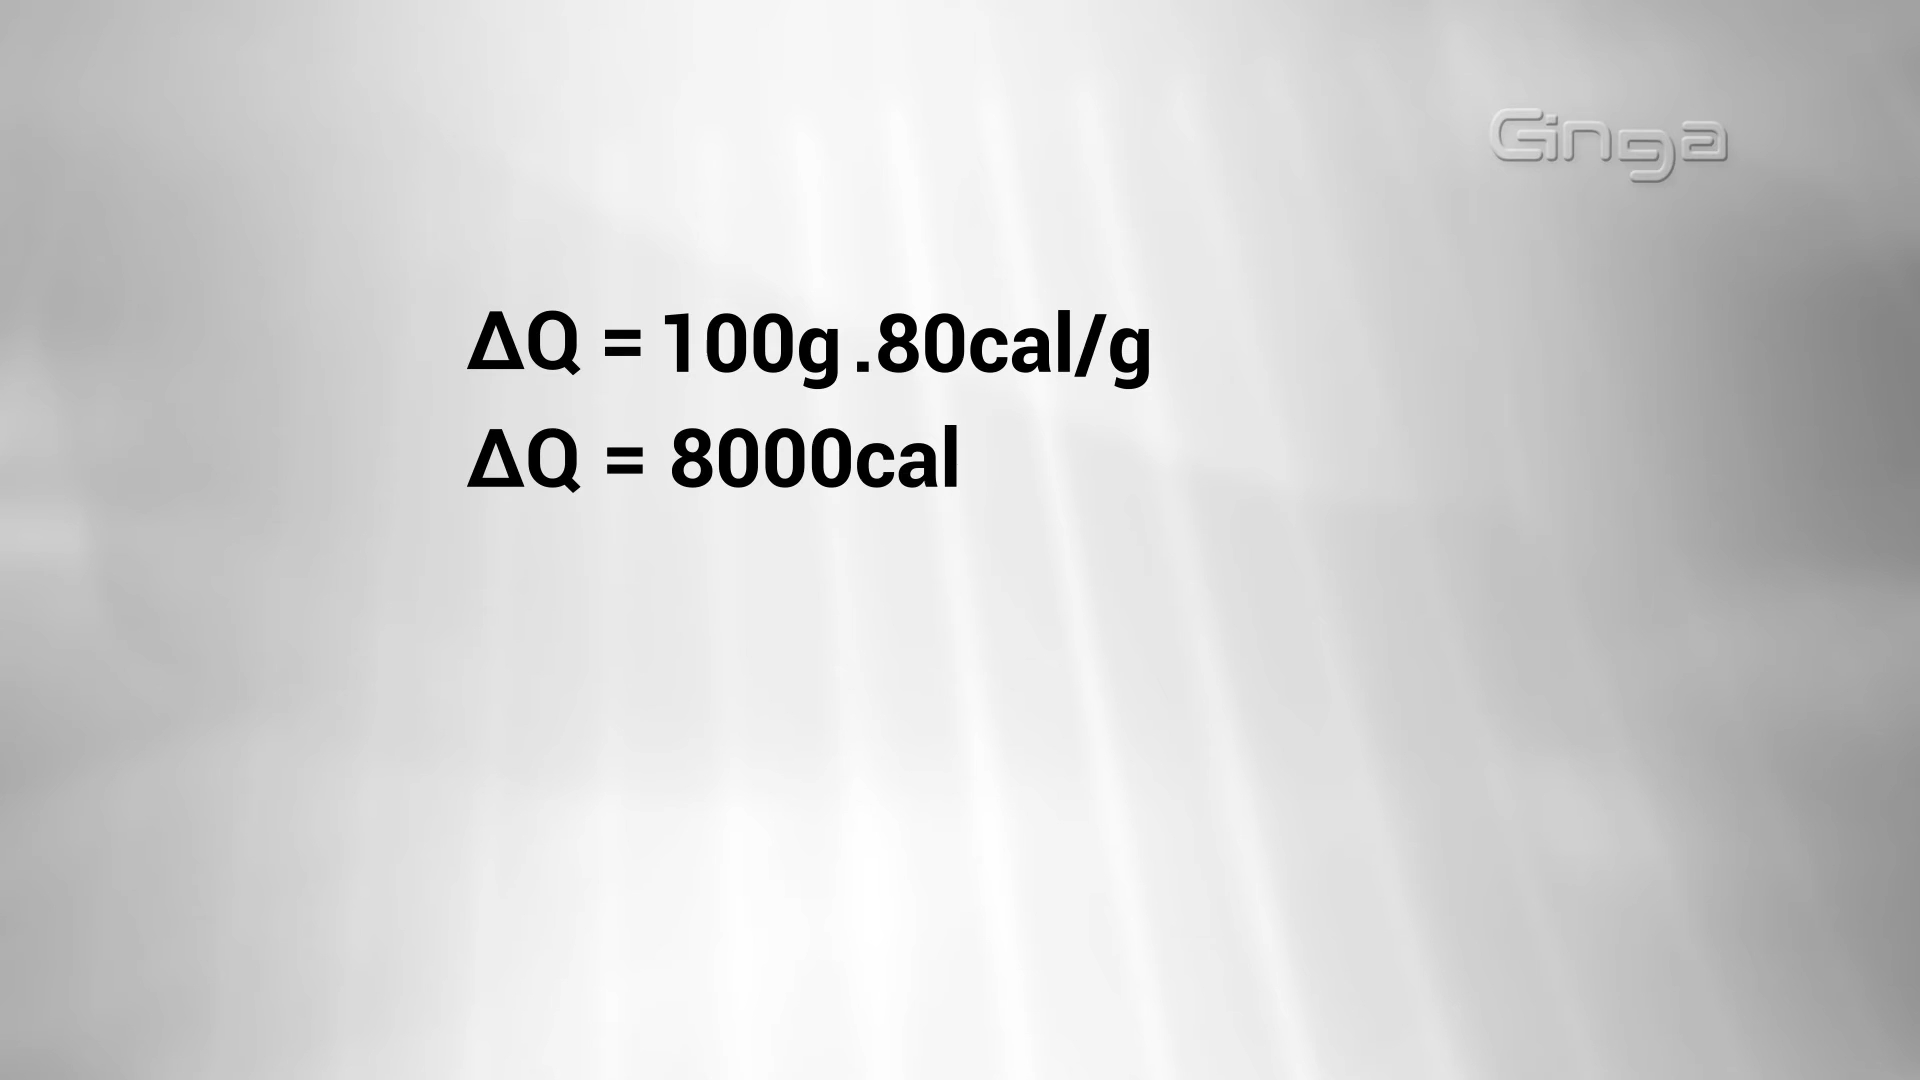 Ginga
ΔQ = 100g .80cal/g
ΔQ = 8000cal